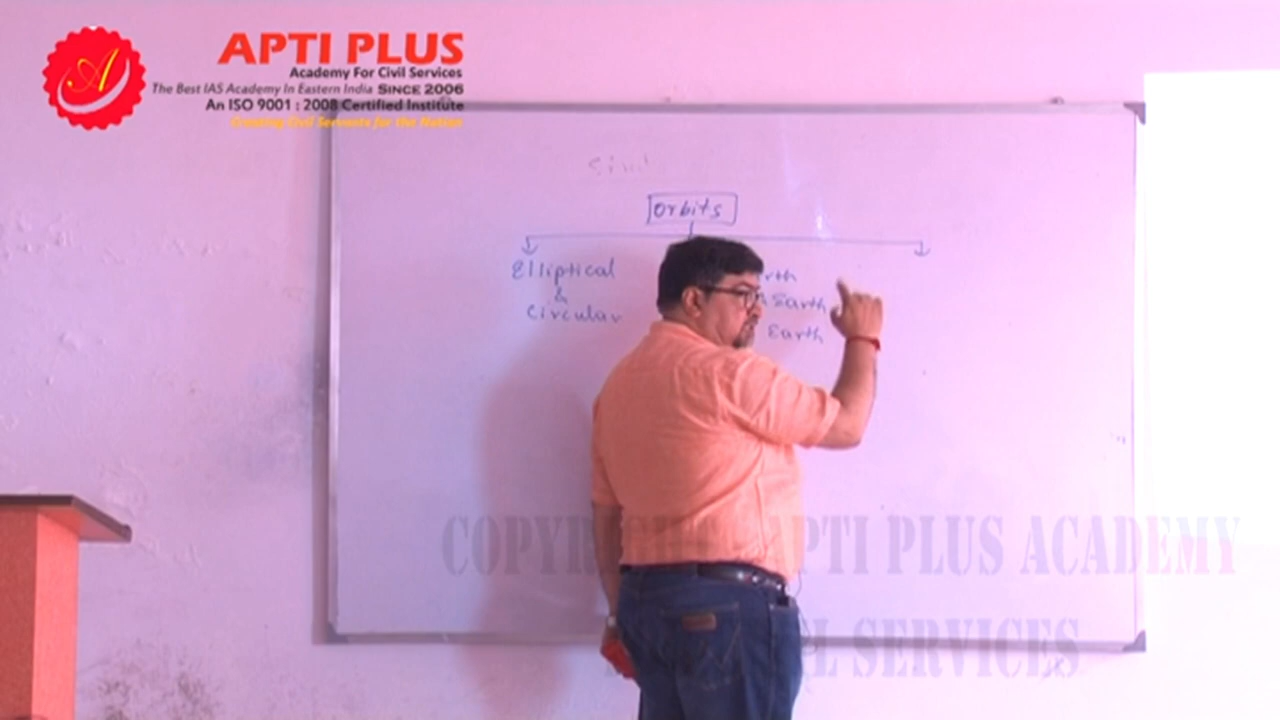 APTI PLUS
Academy For Civil Services
The Best IAS Academy In Eastern India SINCE 2006
An ISO 9001 : 2008 Certified Institute
Creating Civil Servants for the Nation
Orbits
Elliptical
&
Circular
Earth
Earth
APTI PLUS ACADEMY
SERVICES